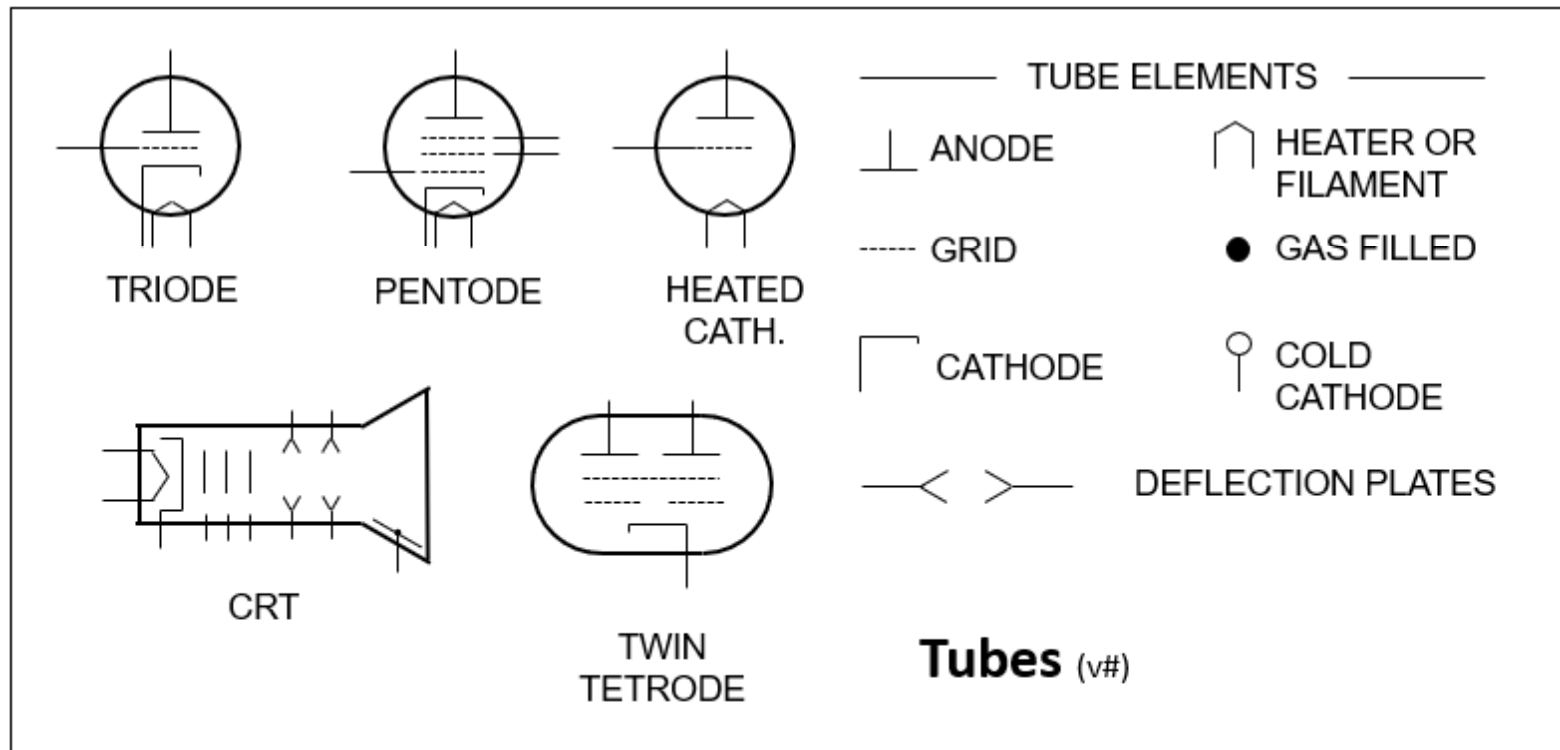 TUBE ELEMENTS
ANODE
HEATER OR
FILAMENT
GRID
GAS FILLED
TRIODE
PENTODE
HEATED
CATH.
CATHODE
COLD
CATHODE
DEFLECTION PLATES
CRT
TWIN
TETRODE
Tubes (v#)